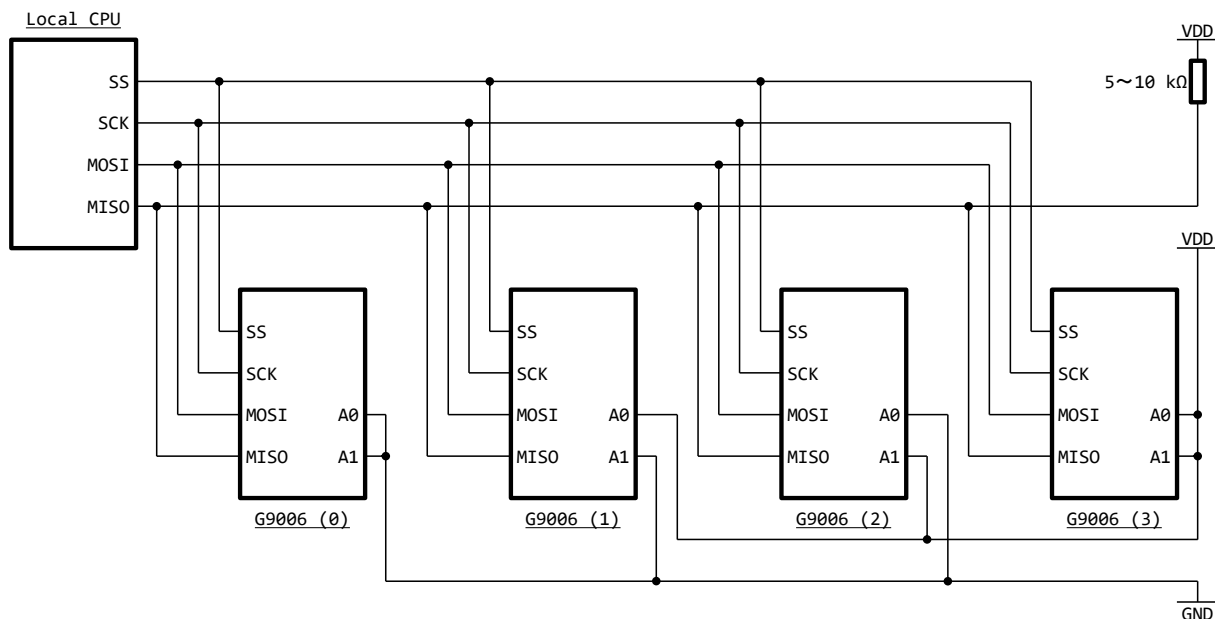 Local CPU
VDD
SS
5〜10 kΩ
SCK
MOSI
MISO
VDD
SS SS SS SS
SCK SCK SCK SCK
MOSI A0 MOSI A0 MOSI A0 MOSI A0
MISO A1 MISO A1 MISO A1 MISO A1
G9006 (0) G9006 (1) G9006 (2) G9006 (3)
GND